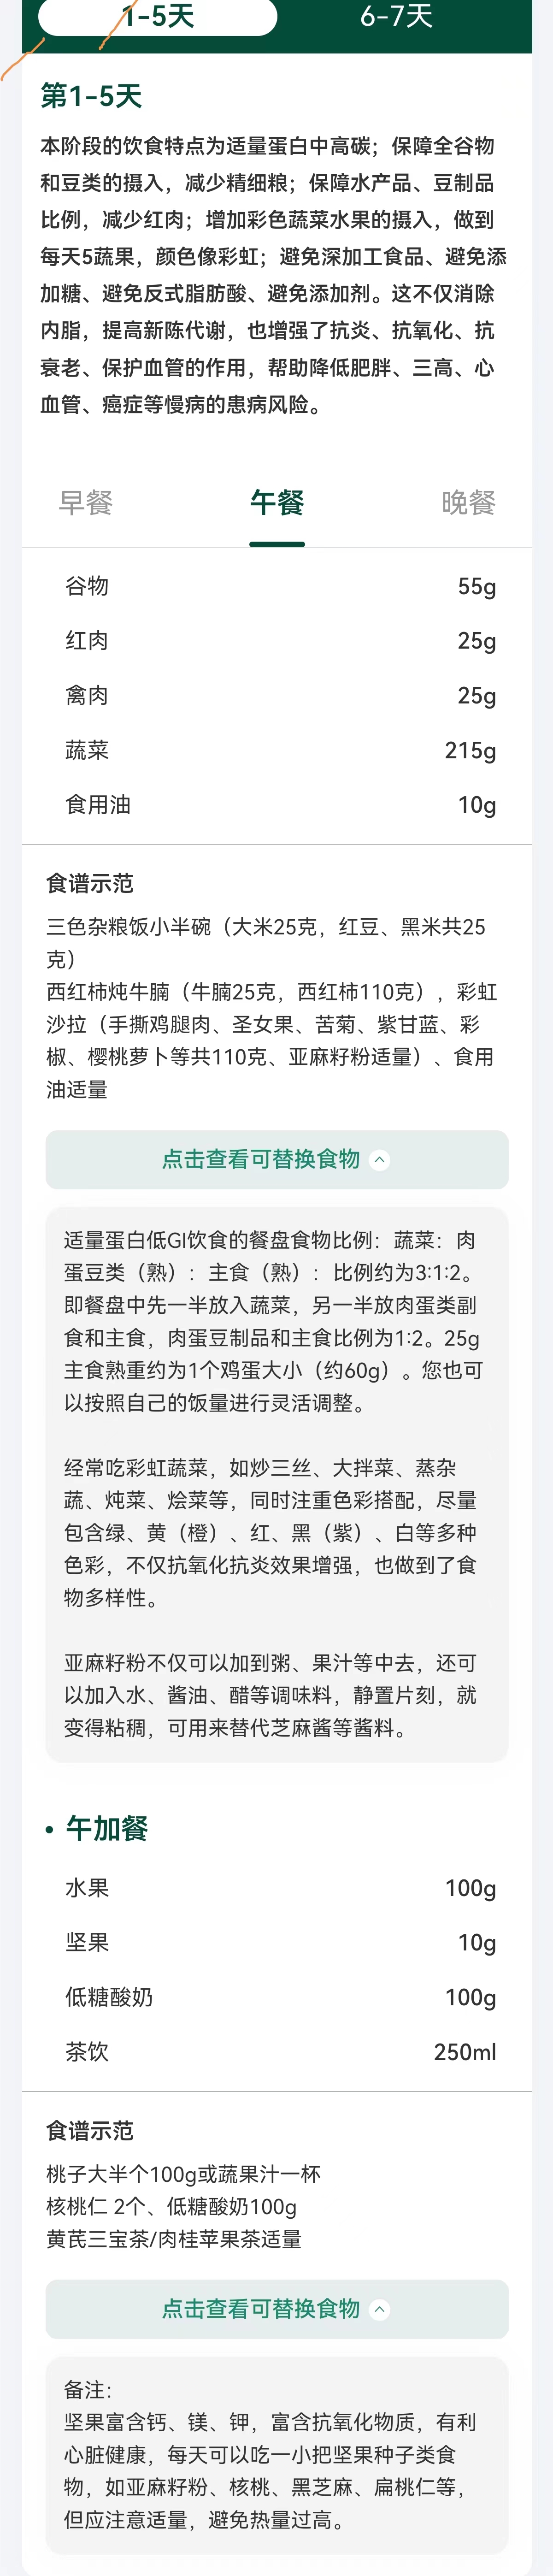 1-5天
6-7天
第1-5天
本阶段的饮食特点为适量蛋白中高碳；保障全谷物
和豆类的摄入，减少精细粮；保障水产品、豆制品
比例，减少红肉；增加彩色蔬菜水果的摄入，做到
每天5蔬果，颜色像彩虹；避免深加工食品、避免添
加糖、避免反式脂肪酸、避免添加剂。这不仅消除
内脂，提高新陈代谢，也增强了抗炎、抗氧化、抗
衰老、保护血管的作用，帮助降低肥胖、三高、心
血管、癌症等慢病的患病风险。
早餐
午餐
晚餐
谷物 55g
红肉 25g
禽肉 25g
蔬菜 215g
食用油 10g
食谱示范
三色杂粮饭小半碗（大米25克，红豆、黑米共25
克）
西红柿炖牛腩（牛腩25克，西红柿110克），彩虹
沙拉（手撕鸡腿肉、圣女果、苦菊、紫甘蓝、彩
椒、樱桃萝卜等共110克、亚麻籽粉适量）、食用
油适量
点击查看可替换食物
适量蛋白低GI饮食的餐盘食物比例：蔬菜：肉
蛋豆类（熟）：主食（熟）：比例约为3:1:2。
即餐盘中先一半放入蔬菜，另一半放肉蛋类副
食和主食，肉蛋豆制品和主食比例为1:2。25g
主食熟重约为1个鸡蛋大小（约60g）。您也可
以按照自己的饭量进行灵活调整。
经常吃彩虹蔬菜，如炒三丝、大拌菜、蒸杂
蔬、炖菜、烩菜等，同时注重色彩搭配，尽量
包含绿、黄（橙）、红、黑（紫）、白等多种
色彩，不仅抗氧化抗炎效果增强，也做到了食
物多样性。
亚麻籽粉不仅可以加到粥、果汁等中去，还可
以加入水、酱油、醋等调味料，静置片刻，就
变得粘稠，可用来替代芝麻酱等酱料。
• 午加餐
水果 100g
坚果 10g
低糖酸奶 100g
茶饮 250ml
食谱示范
桃子大半个100g或蔬果汁一杯
核桃仁 2个、低糖酸奶100g
黄芪三宝茶/肉桂苹果茶适量
点击查看可替换食物
备注：
坚果富含钙、镁、钾，富含抗氧化物质，有利
心脏健康，每天可以吃一小把坚果种子类食
物，如亚麻籽粉、核桃、黑芝麻、扁桃仁等，
但应注意适量，避免热量过高。